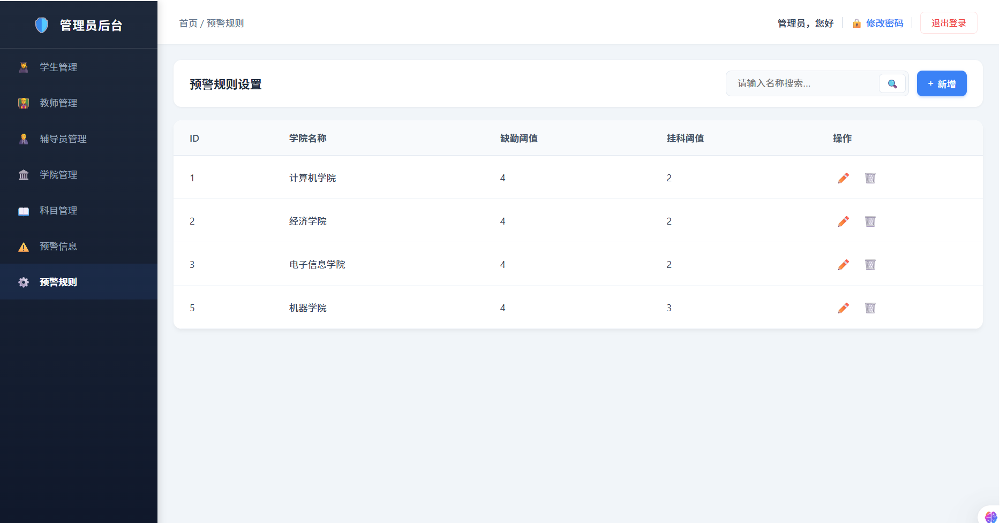 管理员后台
学生管理
教师管理
辅导员管理
学院管理
科目管理
预警信息
预警规则
首页 / 预警规则
管理员，您好
修改密码
退出登录
预警规则设置
请输入名称搜索...
+ 新增
ID 学院名称 缺勤阈值 挂科阈值 操作
1 计算机学院 4 2
2 经济学院 4 2
3 电子信息学院 4 2
5 机器学院 4 3